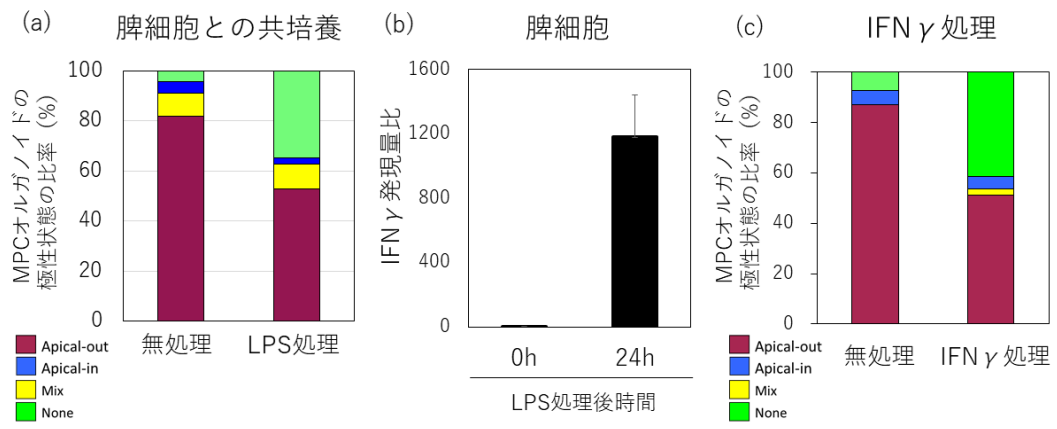 (a) 脾細胞との共培養
MPCオルガノイドの
極性状態の比率 (%)
100
80
60
40
20
0
無処理 LPS処理
Apical-out
Apical-in
Mix
None
(b) 脾細胞
IFNγ発現量比
1600
1200
800
400
0
0h 24h
LPS処理後時間
(c) IFNγ処理
MPCオルガノイドの
極性状態の比率 (%)
100
80
60
40
20
0
無処理 IFNγ処理
Apical-out
Apical-in
Mix
None